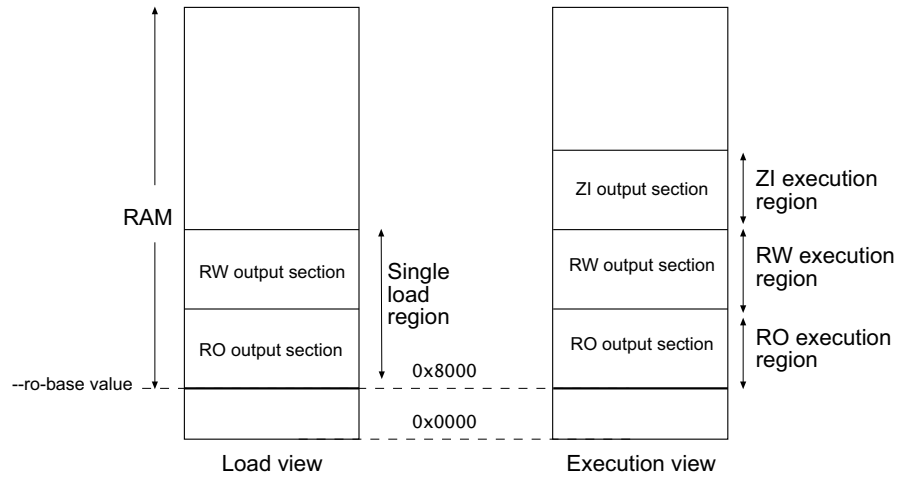 RAM
RW output section
RO output section
Single
load
region
--ro-base value
0x8000
0x0000
Load view
ZI output section
RW output section
RO output section
ZI execution
region
RW execution
region
RO execution
region
Execution view